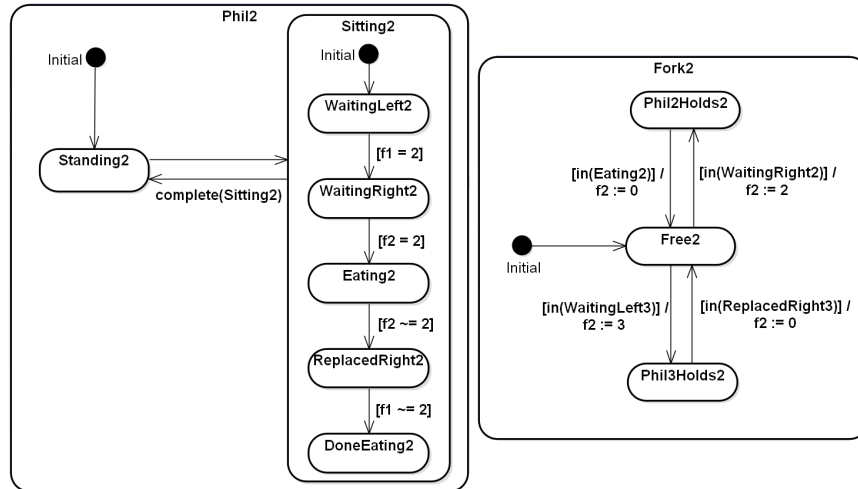 Phil2
Sitting2
Initial
Initial
WaitingLeft2
[f1 = 2]
Standing2
complete(Sitting2)
WaitingRight2
[f2 = 2]
Eating2
[f2 ~= 2]
ReplacedRight2
[f1 ~= 2]
DoneEating2
Fork2
Phil2Holds2
[in(Eating2)] /
f2 := 0
[in(WaitingRight2)] /
f2 := 2
Free2
Initial
[in(WaitingLeft3)] /
f2 := 3
[in(ReplacedRight3)] /
f2 := 0
Phil3Holds2